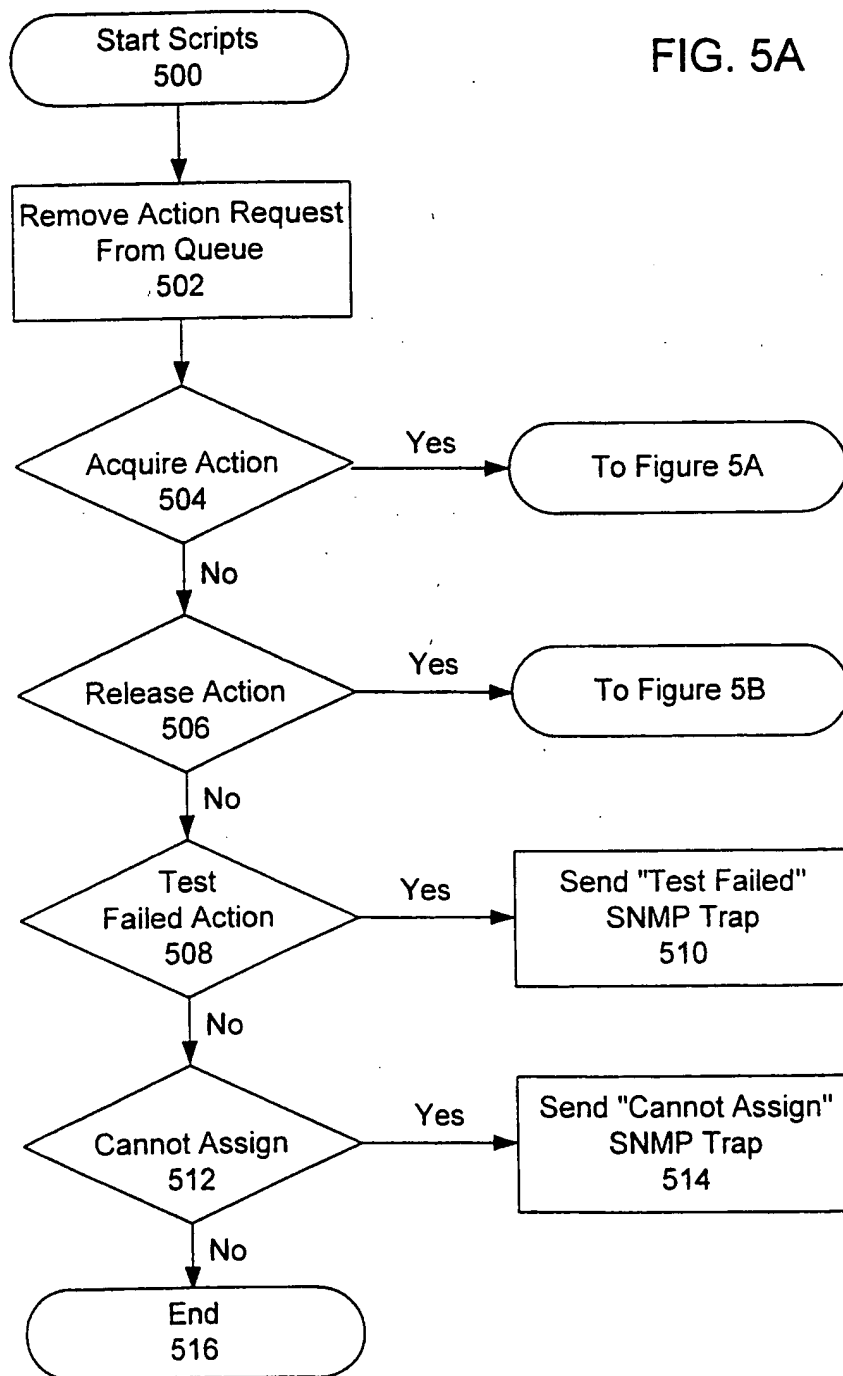 FIG. 5A
Start Scripts
500
Remove Action Request
From Queue
502
Acquire Action
504
Yes
To Figure 5A
No
Release Action
506
Yes
To Figure 5B
No
Test
Failed Action
508
Yes
Send "Test Failed"
SNMP Trap
510
No
Cannot Assign
512
Yes
Send "Cannot Assign"
SNMP Trap
514
No
End
516